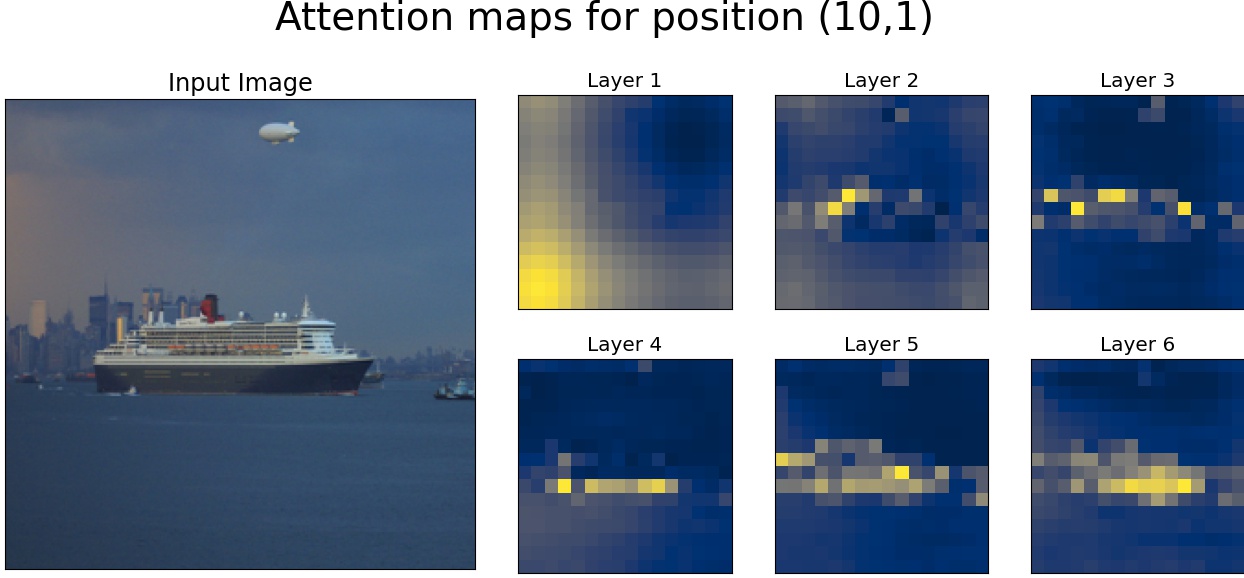 Attention maps for position (10,1)
Input Image
Layer 1
Layer 2
Layer 3
Layer 4
Layer 5
Layer 6